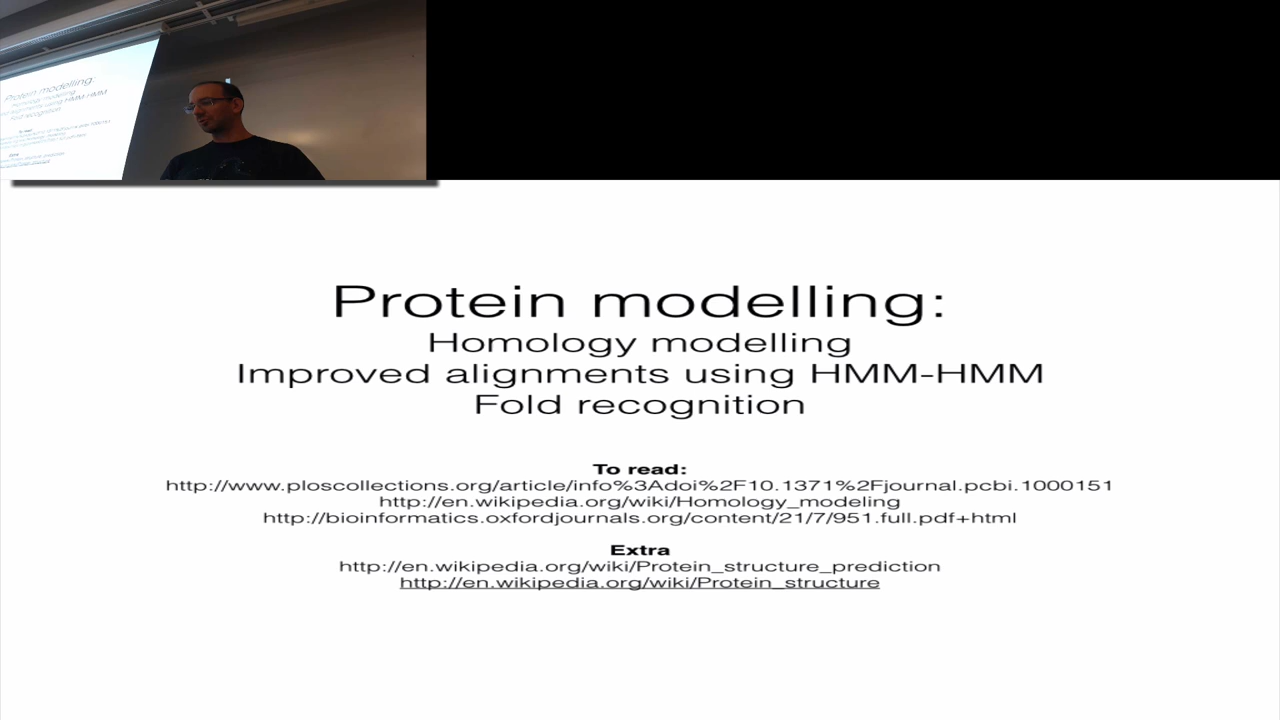 Protein modelling:
Homology modelling
Improved alignments using HMM-HMM
Fold recognition
To read:
http://www.ploscollections.org/article/info%3Adoi%2F10.1371%2Fjournal.pcbi.1000151
http://en.wikipedia.org/wiki/Homology_modeling
http://bioinformatics.oxfordjournals.org/content/21/7/951.full.pdf+html
Extra
http://en.wikipedia.org/wiki/Protein_structure_prediction
http://en.wikipedia.org/wiki/Protein_structure